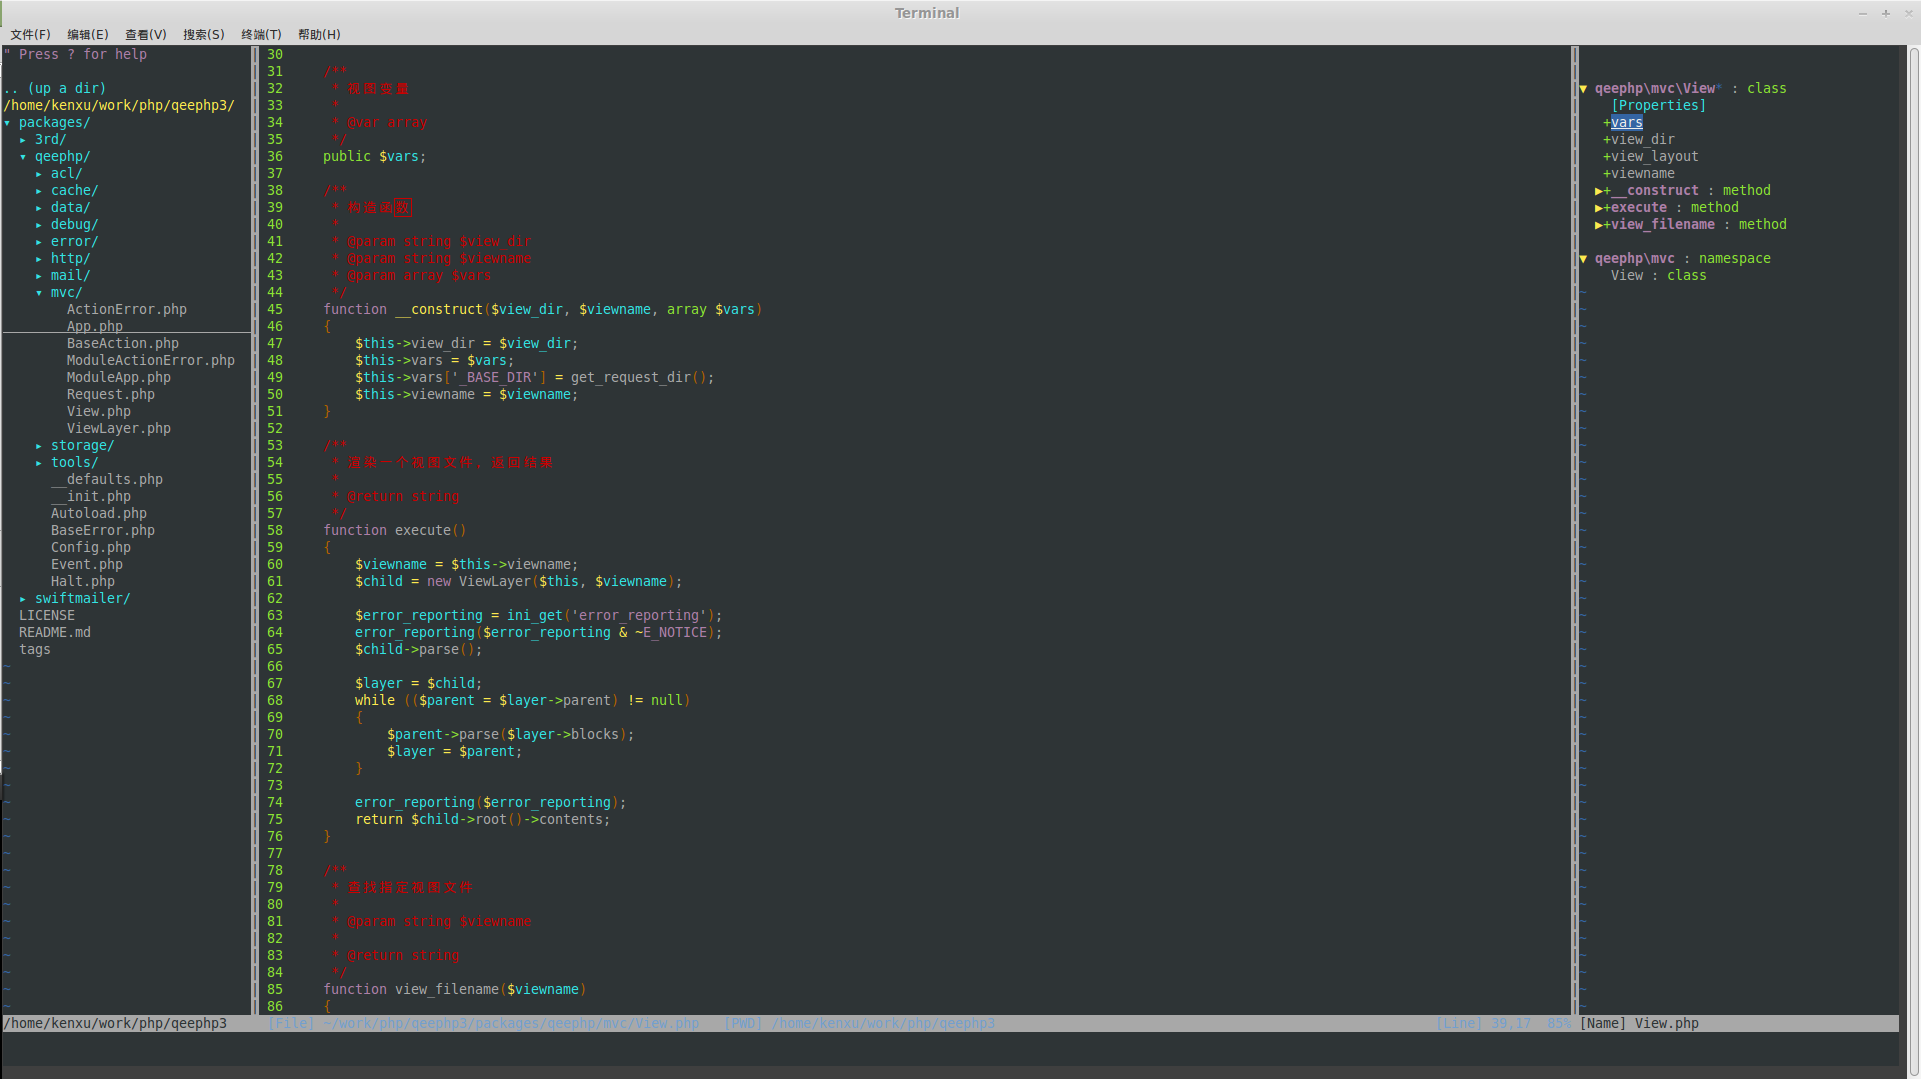 Terminal
文件(F) 编辑(E) 查看(V) 搜索(S) 终端(T) 帮助(H)
" Press ? for help
.. (up a dir)
/home/kenxu/work/php/qeephp3/
▾ packages/
▸ 3rd/
▾ qeephp/
▸ acl/
▸ cache/
▸ data/
▸ debug/
▸ error/
▸ http/
▸ mail/
▾ mvc/
ActionError.php
App.php
BaseAction.php
ModuleActionError.php
ModuleApp.php
Request.php
View.php
ViewLayer.php
▸ storage/
▸ tools/
__defaults.php
__init.php
Autoload.php
BaseError.php
Config.php
Event.php
Halt.php
▸ swiftmailer/
LICENSE
README.md
tags
30
31 /**
32 * 视图变量
33 *
34 * @var array
35 */
36 public $vars;
37
38 /**
39 * 构造函数
40 *
41 * @param string $view_dir
42 * @param string $viewname
43 * @param array $vars
44 */
45 function __construct($view_dir, $viewname, array $vars)
46 {
47 $this->view_dir = $view_dir;
48 $this->vars = $vars;
49 $this->vars['_BASE_DIR'] = get_request_dir();
50 $this->viewname = $viewname;
51 }
52
53 /**
54 * 渲染一个视图文件，返回结果
55 *
56 * @return string
57 */
58 function execute()
59 {
60 $viewname = $this->viewname;
61 $child = new ViewLayer($this, $viewname);
62
63 $error_reporting = ini_get('error_reporting');
64 error_reporting($error_reporting & ~E_NOTICE);
65 $child->parse();
66
67 $layer = $child;
68 while (($parent = $layer->parent) != null)
69 {
70 $parent->parse($layer->blocks);
71 $layer = $parent;
72 }
73
74 error_reporting($error_reporting);
75 return $child->root()->contents;
76 }
77
78 /**
79 * 查找指定视图文件
80 *
81 * @param string $viewname
82 *
83 * @return string
84 */
85 function view_filename($viewname)
86 {
▼ qeephp\mvc\View* : class
[Properties]
+vars
+view_dir
+view_layout
+viewname
▶+__construct : method
▶+execute : method
▶+view_filename : method
▼ qeephp\mvc : namespace
View : class
/home/kenxu/work/php/qeephp3 [File] ~/work/php/qeephp3/packages/qeephp/mvc/View.php [PWD] /home/kenxu/work/php/qeephp3 [Line] 39,17 85% [Name] View.php